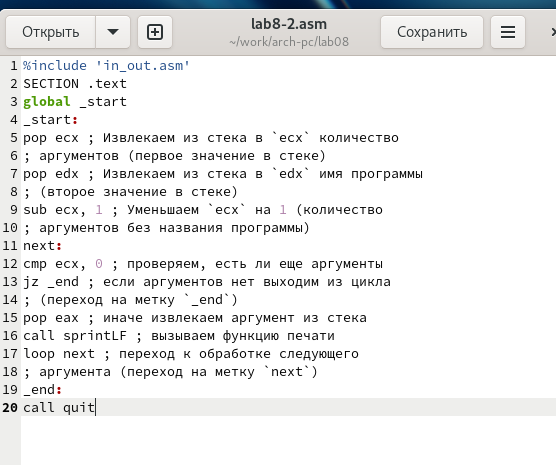 Открыть
lab8-2.asm
~/work/arch-pc/lab08
Сохранить
1 %include 'in_out.asm'
2 SECTION .text
3 global _start
4 _start:
5 pop ecx ; Извлекаем из стека в `ecx` количество
6 ; аргументов (первое значение в стеке)
7 pop edx ; Извлекаем из стека в `edx` имя программы
8 ; (второе значение в стеке)
9 sub ecx, 1 ; Уменьшаем `ecx` на 1 (количество
10 ; аргументов без названия программы)
11 next:
12 cmp ecx, 0 ; проверяем, есть ли еще аргументы
13 jz _end ; если аргументов нет выходим из цикла
14 ; (переход на метку `_end`)
15 pop eax ; иначе извлекаем аргумент из стека
16 call sprintLF ; вызываем функцию печати
17 loop next ; переход к обработке следующего
18 ; аргумента (переход на метку `next`)
19 _end:
20 call quit